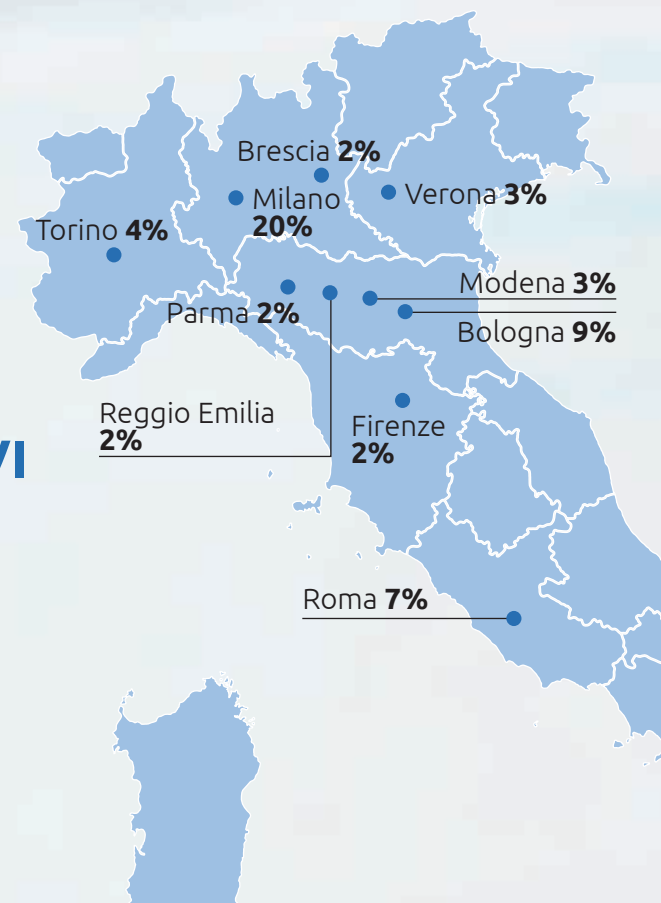 Brescia 2%
Milano
20%
Verona 3%
Torino 4%
Modena 3%
Parma 2%
Bologna 9%
Reggio Emilia
2%
Firenze
2%
VI
Roma 7%